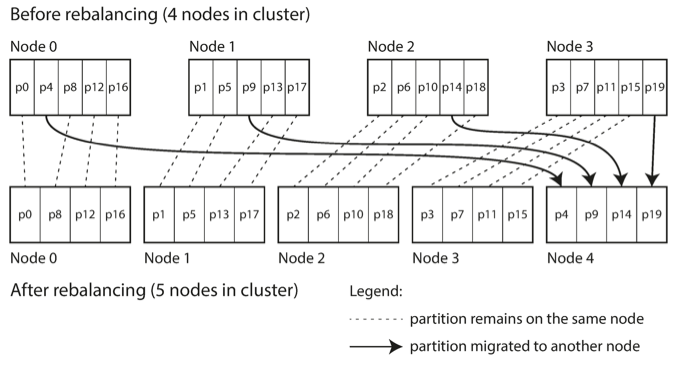 Before rebalancing (4 nodes in cluster)
Node 0 Node 1 Node 2 Node 3
p0 p4 p8 p12 p16 p1 p5 p9 p13 p17 p2 p6 p10 p14 p18 p3 p7 p11 p15 p19
p0 p8 p12 p16 p1 p5 p13 p17 p2 p6 p10 p18 p3 p7 p11 p15 p4 p9 p14 p19
Node 0 Node 1 Node 2 Node 3 Node 4
After rebalancing (5 nodes in cluster)
Legend:
partition remains on the same node
partition migrated to another node